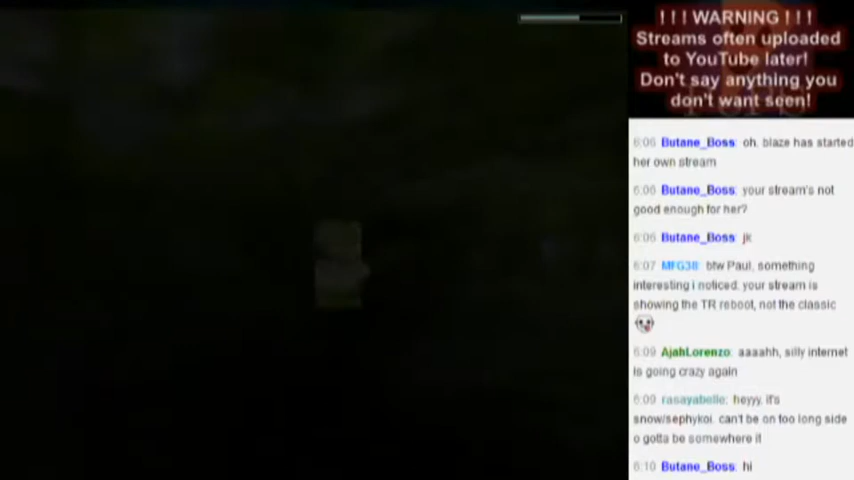 ! ! ! WARNING ! ! !
Streams often uploaded
to YouTube later!
Don't say anything you
don't want seen!
6:06 Butane_Boss: oh. blaze has started
her own stream
6:06 Butane_Boss: your stream's not
good enough for her?
6:06 Butane_Boss: jk
6:07 MFG38: btw Paul, something
interesting i noticed. your stream is
showing the TR reboot, not the classic
6:09 AjahLorenzo: aaaahh, silly internet
is going crazy again
6:09 rasayabelle: heyyy. it's
snow/sephykoi. can't be on too long side
o gotta be somewhere it
6:10 Butane_Boss: hi